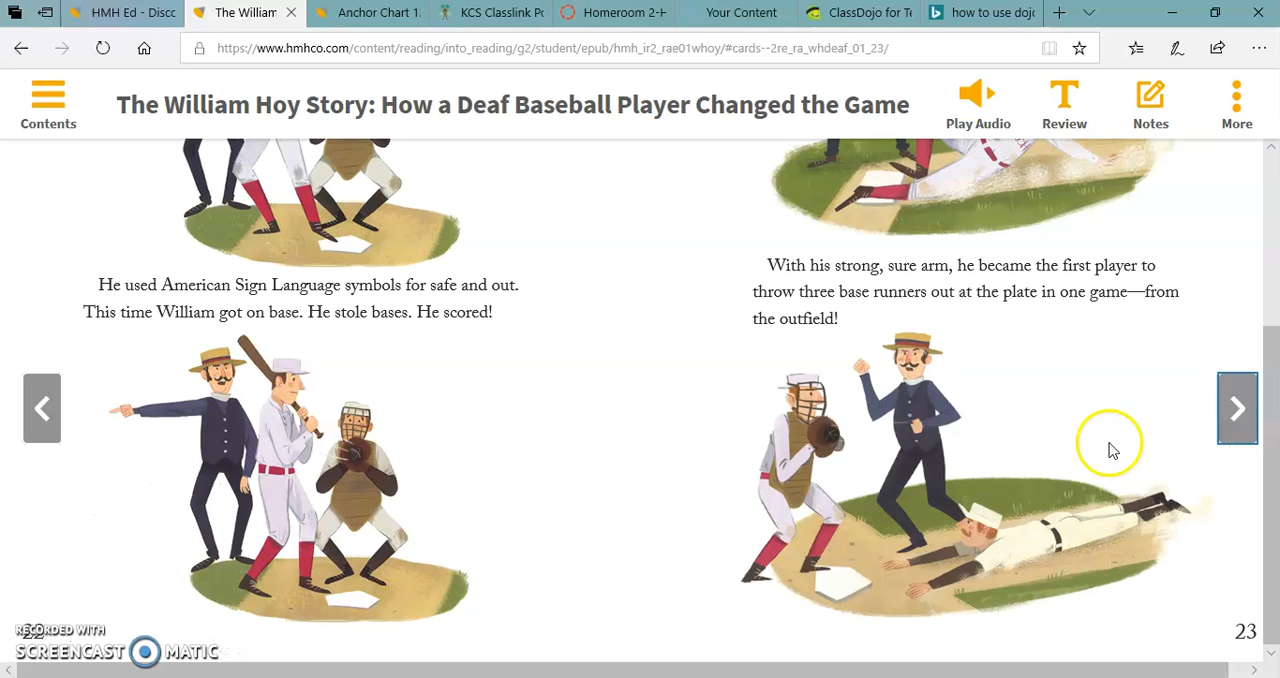 HMH Ed - Disco
The William
Anchor Chart 1.
KCS Classlink Po
Homeroom 2-H
Your Content
ClassDojo for Te
how to use dojo
https://www.hmhco.com/content/reading/into_reading/g2/student/epub/hmh_ir2_rae01whoy/#cards--2re_ra_whdeaf_01_23/
Contents
The William Hoy Story: How a Deaf Baseball Player Changed the Game
Play Audio
Review
Notes
More
He used American Sign Language symbols for safe and out.
This time William got on base. He stole bases. He scored!
With his strong, sure arm, he became the first player to
throw three base runners out at the plate in one game—from
the outfield!
22
23
RECORDED WITH
SCREENCAST MATIC